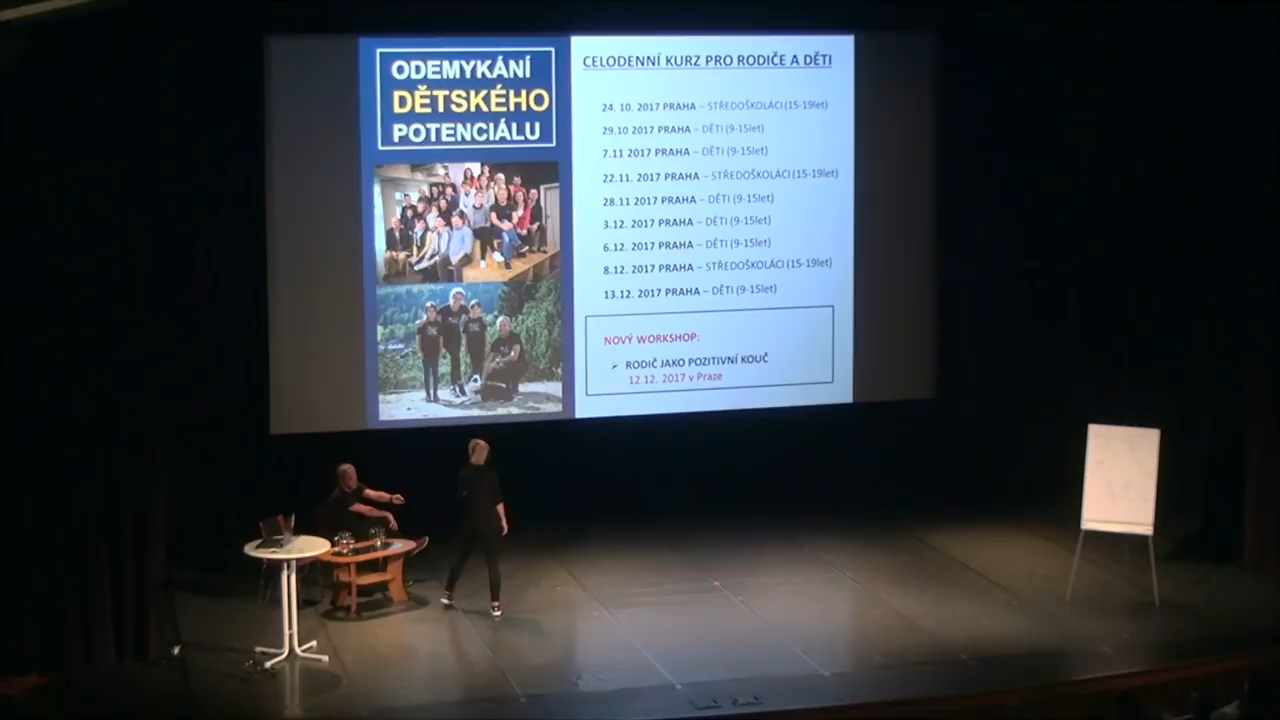 ODEMYKÁNÍ
DĚTSKÉHO
POTENCIÁLU
CELODENNÍ KURZ PRO RODIČE A DĚTI
24. 10. 2017 PRAHA – STŘEDOŠKOLÁCI (15-19let)
29.10 2017 PRAHA – DĚTI (9-15let)
7.11 2017 PRAHA – DĚTI (9-15let)
22.11. 2017 PRAHA – STŘEDOŠKOLÁCI (15-19let)
28.11 2017 PRAHA – DĚTI (9-15let)
3.12. 2017 PRAHA – DĚTI (9-15let)
6.12. 2017 PRAHA – DĚTI (9-15let)
8.12. 2017 PRAHA – STŘEDOŠKOLÁCI (15-19let)
13.12. 2017 PRAHA – DĚTI (9-15let)
NOVÝ WORKSHOP:
➢ RODIČ JAKO POZITIVNÍ KOUČ
12.12. 2017 v Praze